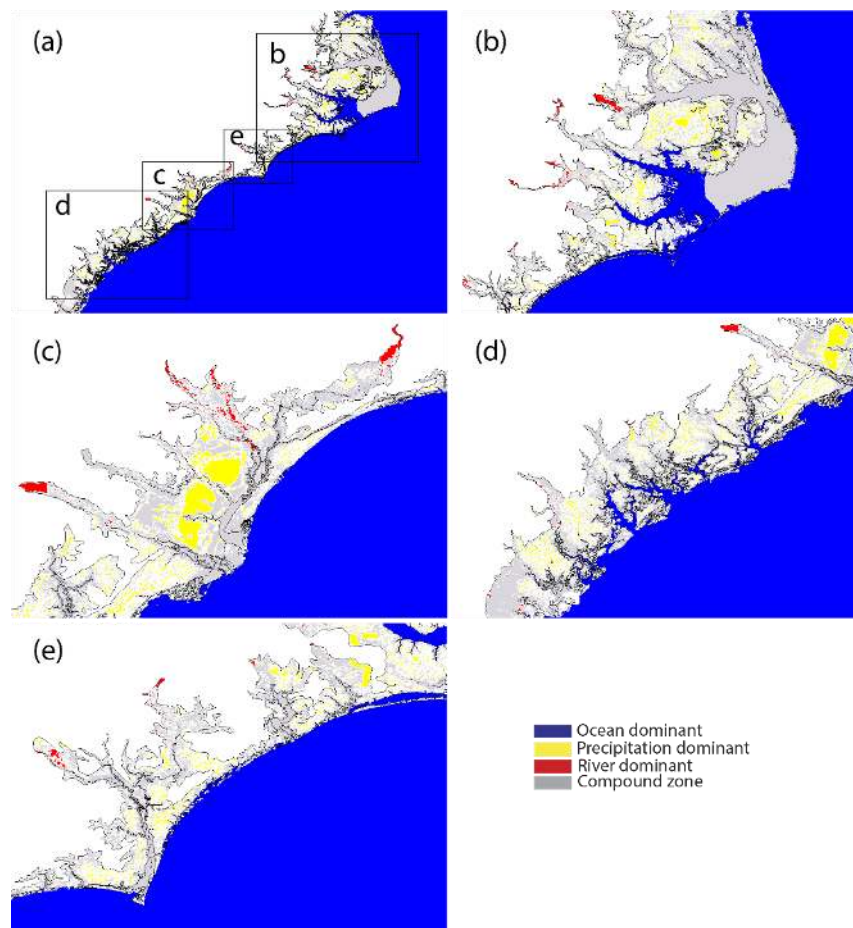 (a)
b
e
c
d
(b)
(c)
(d)
(e)
Ocean dominant
Precipitation dominant
River dominant
Compound zone